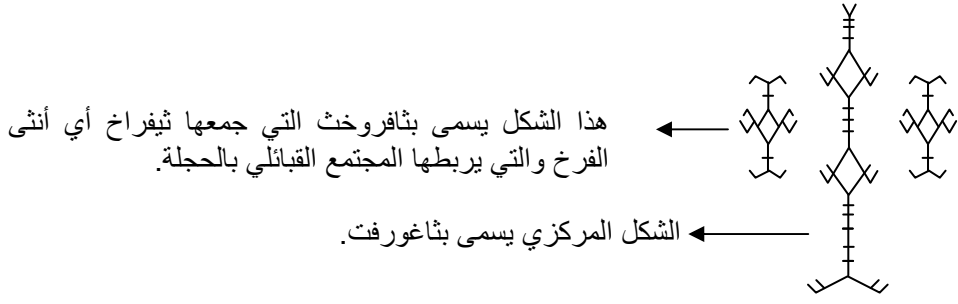 هذا الشكل يسمى بثافروخث التي جمعها ثيفراخ أي أنثى
الفرخ والتي يربطها المجتمع القبائلي بالحجلة.
الشكل المركزي يسمى بثاغورفت.